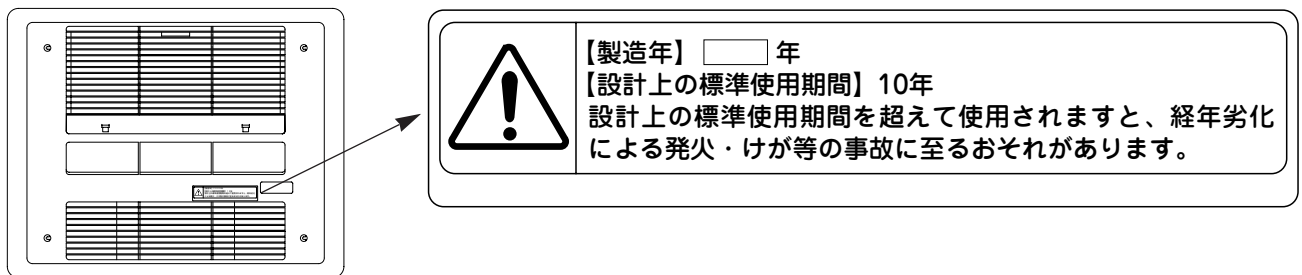 【製造年】 年
【設計上の標準使用期間】10年
設計上の標準使用期間を超えて使用されますと、経年劣化
による発火・けが等の事故に至るおそれがあります。